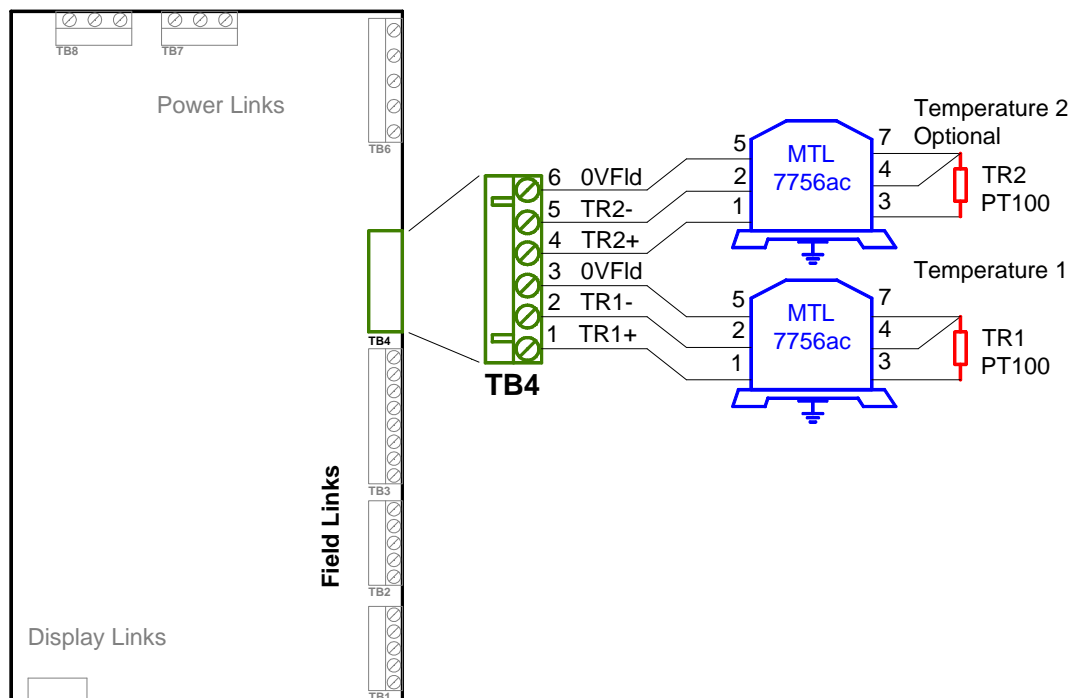 TB8
TB7
Power Links
TB6
TB4
Field Links
TB3
TB2
Display Links
TB1
6 0VFld
5 TR2-
4 TR2+
3 0VFld
2 TR1-
1 TR1+
TB4
Temperature 2
Optional
5
2
1
MTL
7756ac
7
4
3
TR2
PT100
Temperature 1
5
2
1
MTL
7756ac
7
4
3
TR1
PT100